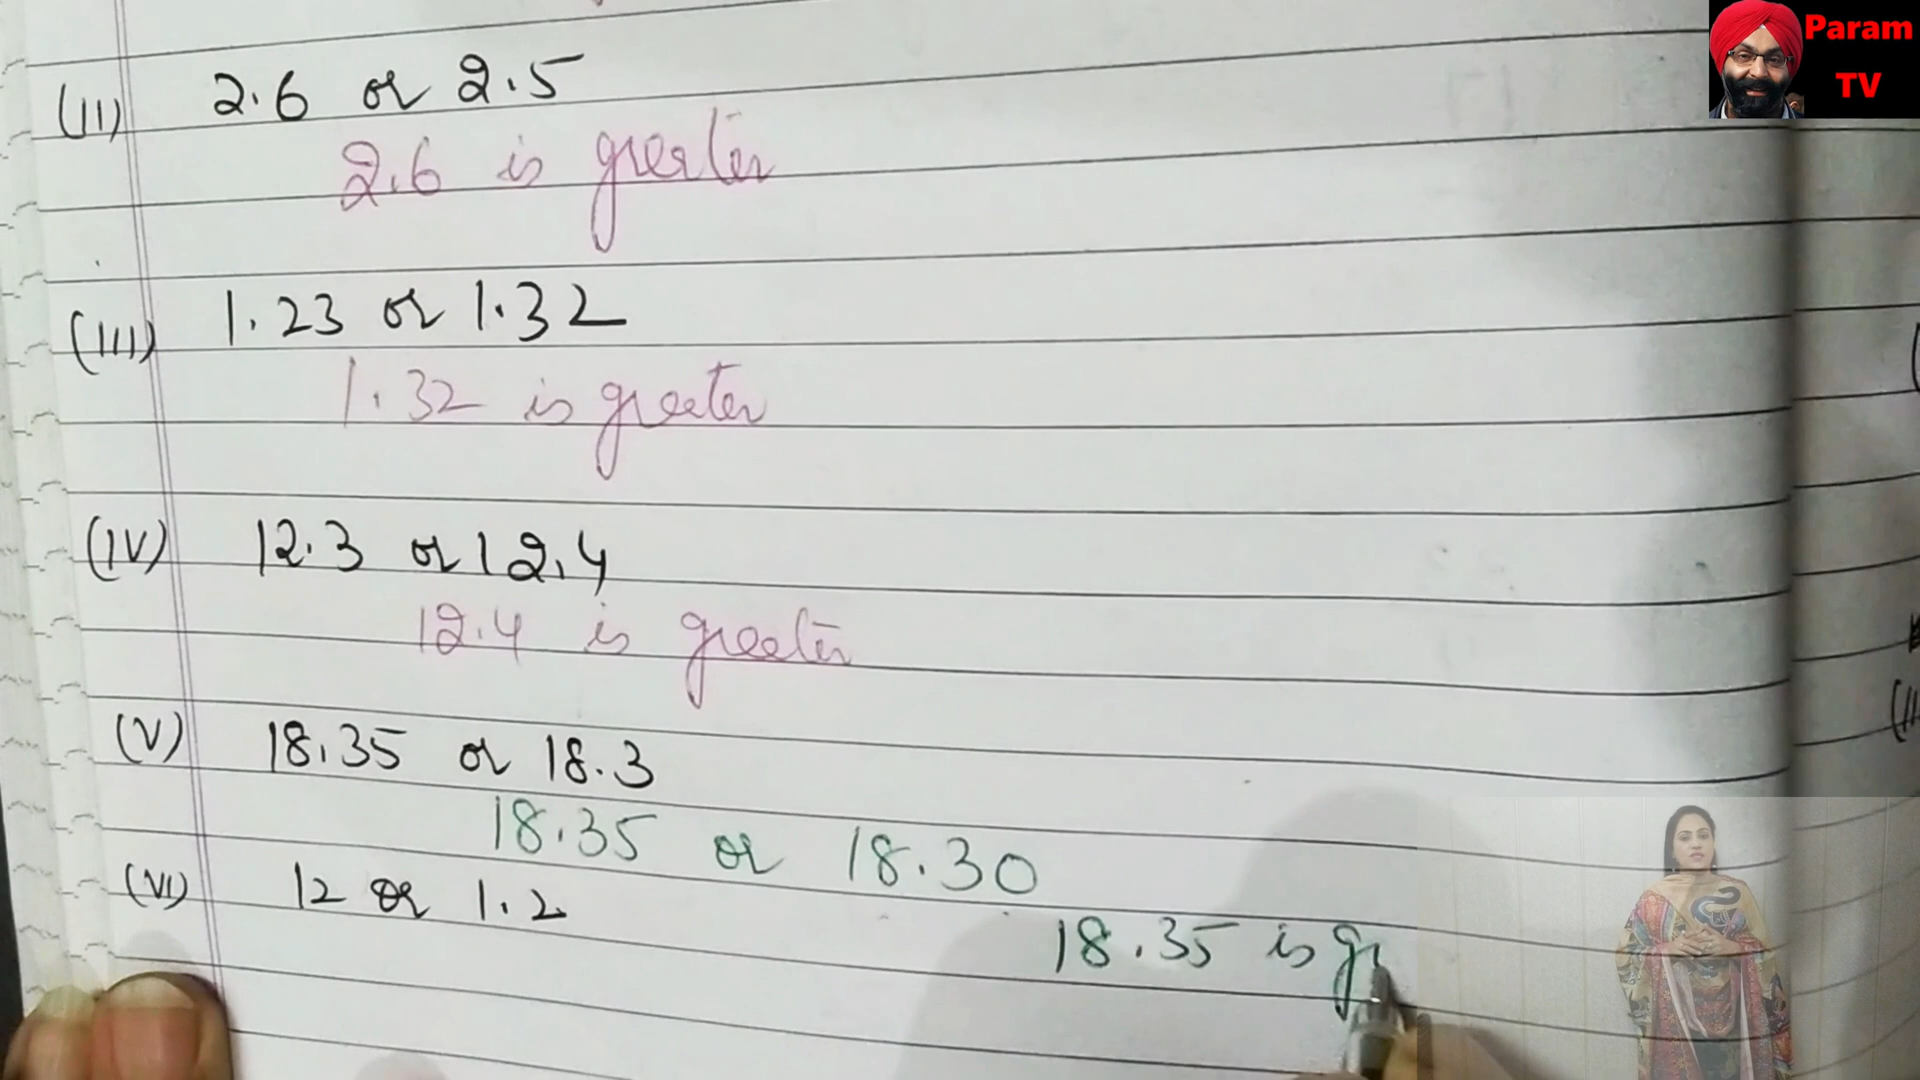 Param
TV
(II) 2.6 or 2.5
2.6 is greater
(III) 1.23 or 1.32
1.32 is greater
(IV) 12.3 or 12.4
12.4 is greater
(V) 18.35 or 18.3
18.35 or 18.30
(VI) 12 or 1.2
18.35 is gr